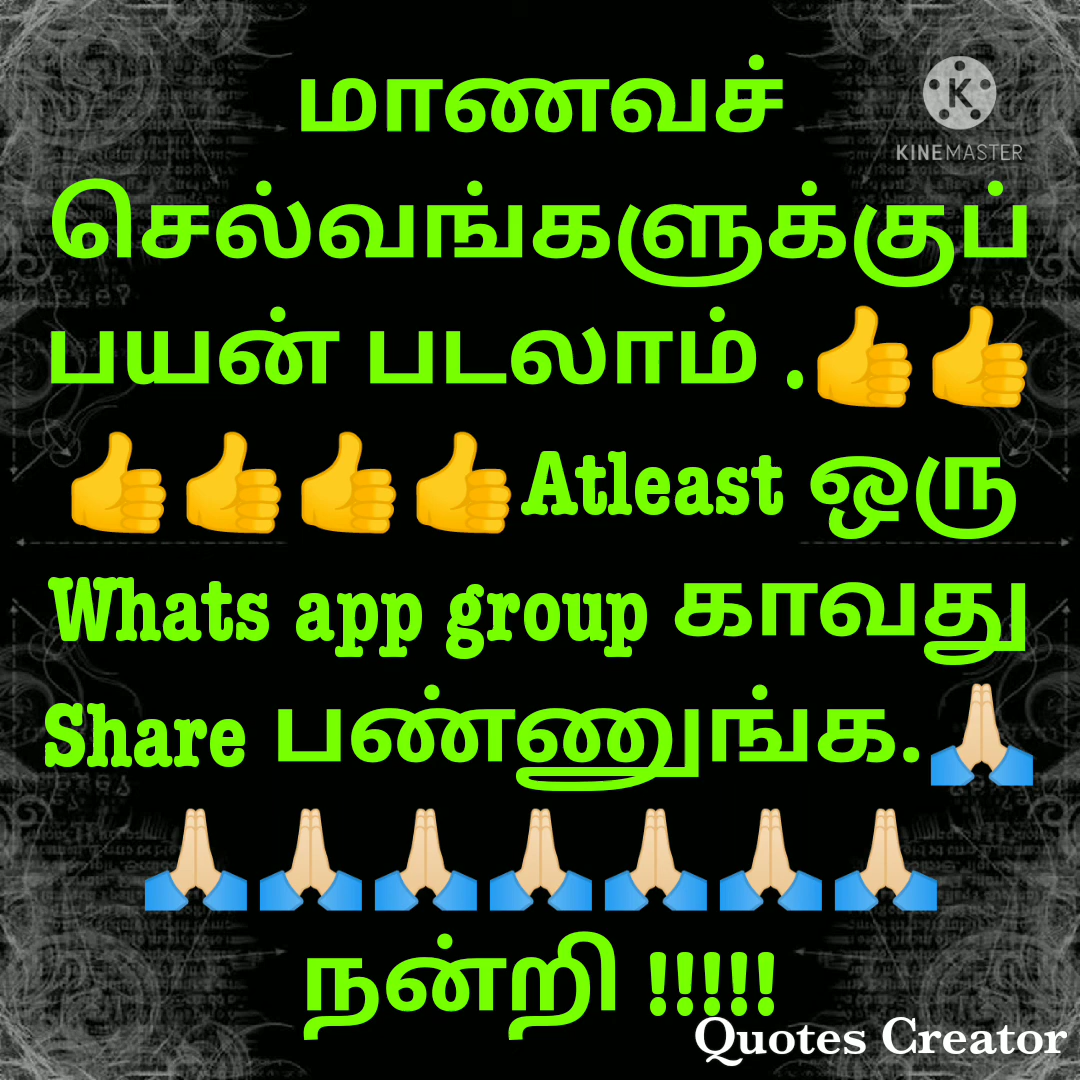 மாணவச்
K
KINEMASTER
செல்வங்களுக்குப்
பயன் படலாம் .👍👍
👍👍👍👍Atleast ஒரு
Whats app group காவது
Share பண்ணுங்க.🙏🏻
🙏🏻🙏🏻🙏🏻🙏🏻🙏🏻🙏🏻🙏🏻
நன்றி !!!!!
Quotes Creator